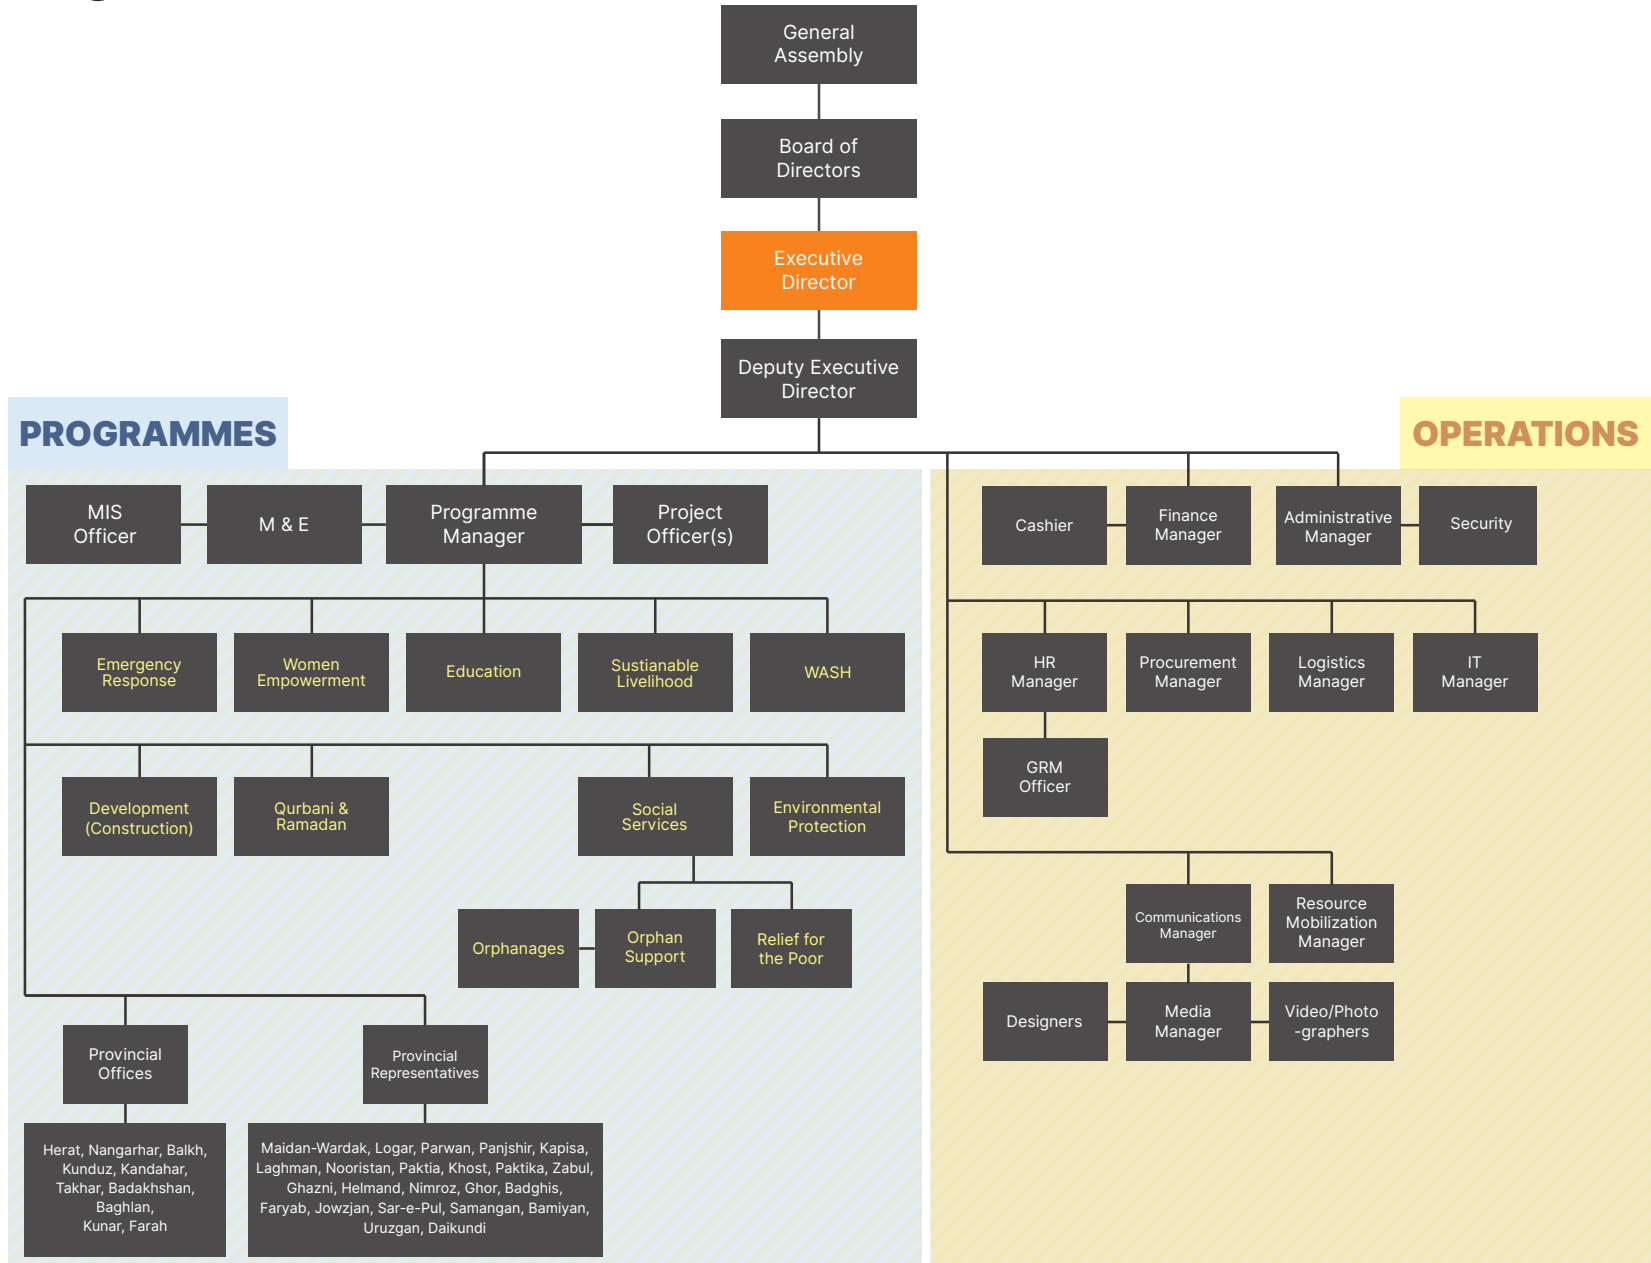 General
Assembly
Board of
Directors
Executive
Director
Deputy Executive
Director
PROGRAMMES
OPERATIONS
MIS
Officer
M & E
Programme
Manager
Project
Officer(s)
Cashier
Finance
Manager
Administrative
Manager
Security
Emergency
Response
Women
Empowerment
Education
Sustianable
Livelihood
WASH
HR
Manager
Procurement
Manager
Logistics
Manager
IT
Manager
GRM
Officer
Development
(Construction)
Qurbani &
Ramadan
Social
Services
Environmental
Protection
Orphanages
Orphan
Support
Relief for
the Poor
Communications
Manager
Resource
Mobilization
Manager
Designers
Media
Manager
Video/Photo
-graphers
Provincial
Offices
Provincial
Representatives
Herat, Nangarhar, Balkh,
Kunduz, Kandahar,
Takhar, Badakhshan,
Baghlan,
Kunar, Farah
Maidan-Wardak, Logar, Parwan, Panjshir, Kapisa,
Laghman, Nooristan, Paktia, Khost, Paktika, Zabul,
Ghazni, Helmand, Nimroz, Ghor, Badghis,
Faryab, Jowzjan, Sar-e-Pul, Samangan, Bamiyan,
Uruzgan, Daikundi